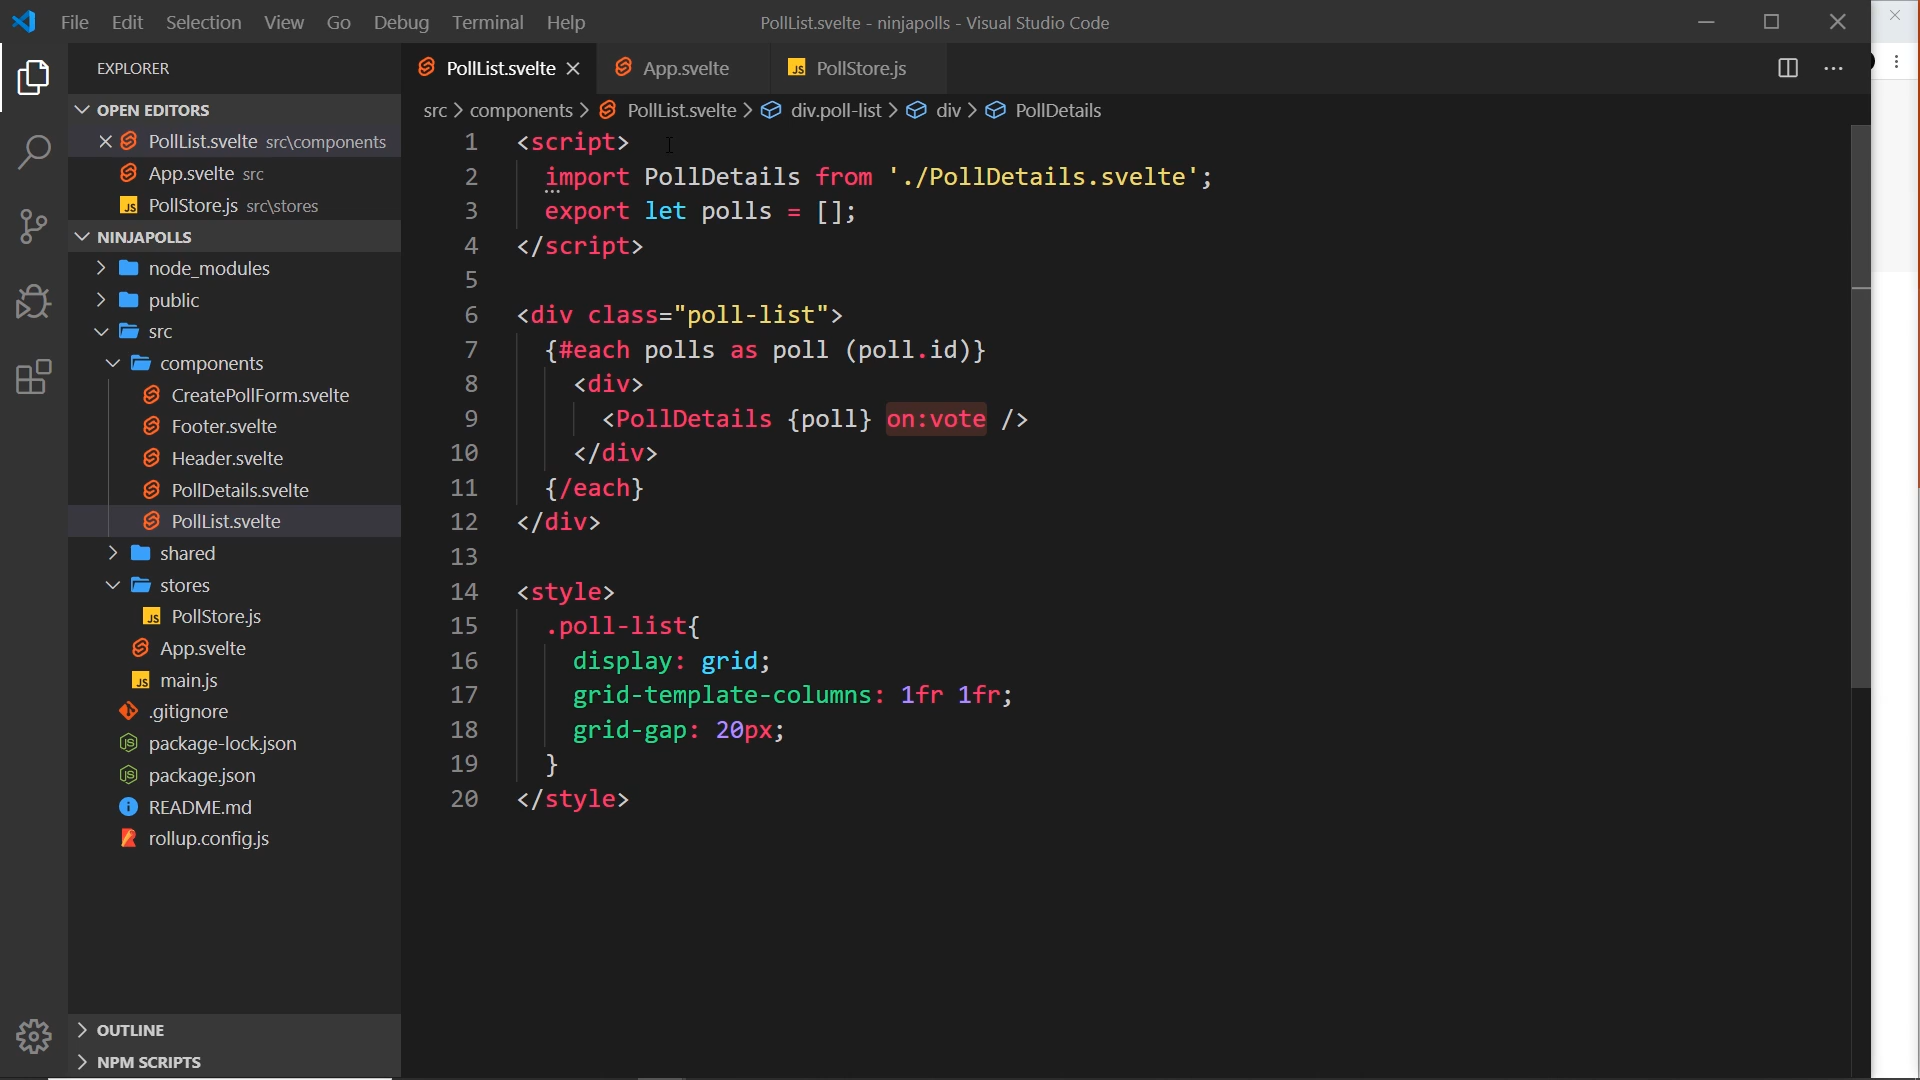 File Edit Selection View Go Debug Terminal Help
PollList.svelte - ninjapolls - Visual Studio Code
EXPLORER
OPEN EDITORS
PollList.svelte src\components
App.svelte src
JS PollStore.js src\stores
NINJAPOLLS
node_modules
public
src
components
CreatePollForm.svelte
Footer.svelte
Header.svelte
PollDetails.svelte
PollList.svelte
shared
stores
JS PollStore.js
App.svelte
JS main.js
.gitignore
package-lock.json
package.json
README.md
rollup.config.js
OUTLINE
NPM SCRIPTS
PollList.svelte App.svelte JS PollStore.js
src > components > PollList.svelte > div.poll-list > div > PollDetails
1 <script>
2 import PollDetails from './PollDetails.svelte';
3 export let polls = [];
4 </script>
5
6 <div class="poll-list">
7 {#each polls as poll (poll.id)}
8 <div>
9 <PollDetails {poll} on:vote />
10 </div>
11 {/each}
12 </div>
13
14 <style>
15 .poll-list{
16 display: grid;
17 grid-template-columns: 1fr 1fr;
18 grid-gap: 20px;
19 }
20 </style>